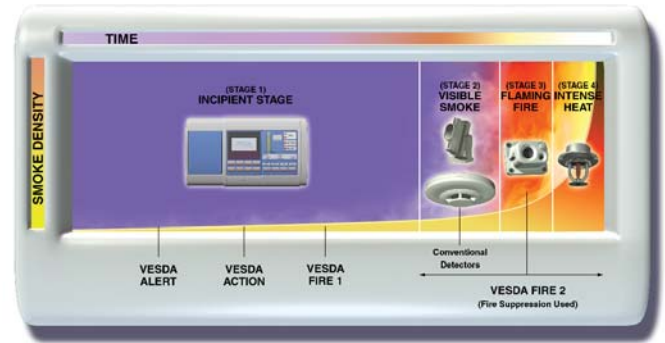 TIME
SMOKE DENSITY
(STAGE 1)
INCIPIENT STAGE
(STAGE 2)
VISIBLE
SMOKE
(STAGE 3)
FLAMING
FIRE
(STAGE 4)
INTENSE
HEAT
VESDA
ALERT
VESDA
ACTION
VESDA
FIRE 1
Conventional
Detectors
VESDA FIRE 2
(Fire Suppression Used)